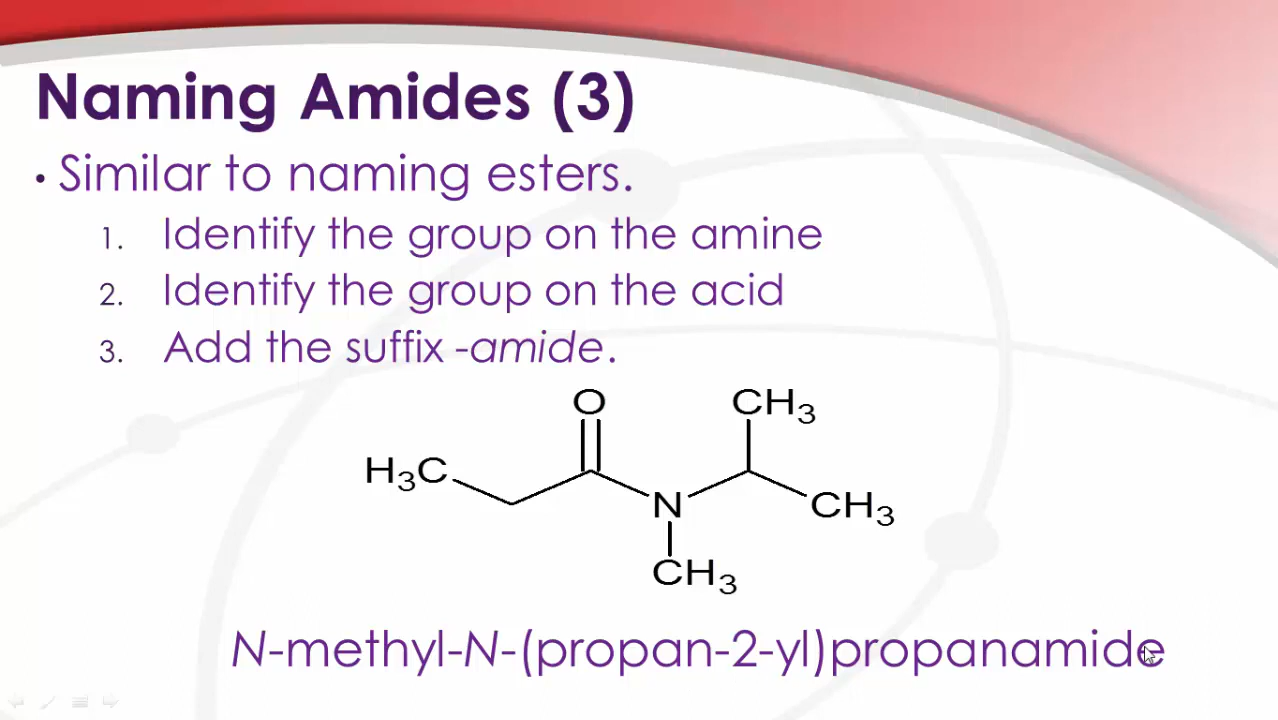 Naming Amides (3)
• Similar to naming esters.
1. Identify the group on the amine
2. Identify the group on the acid
3. Add the suffix -amide.
O CH₃
H₃C
N CH₃
CH₃
N-methyl-N-(propan-2-yl)propanamide